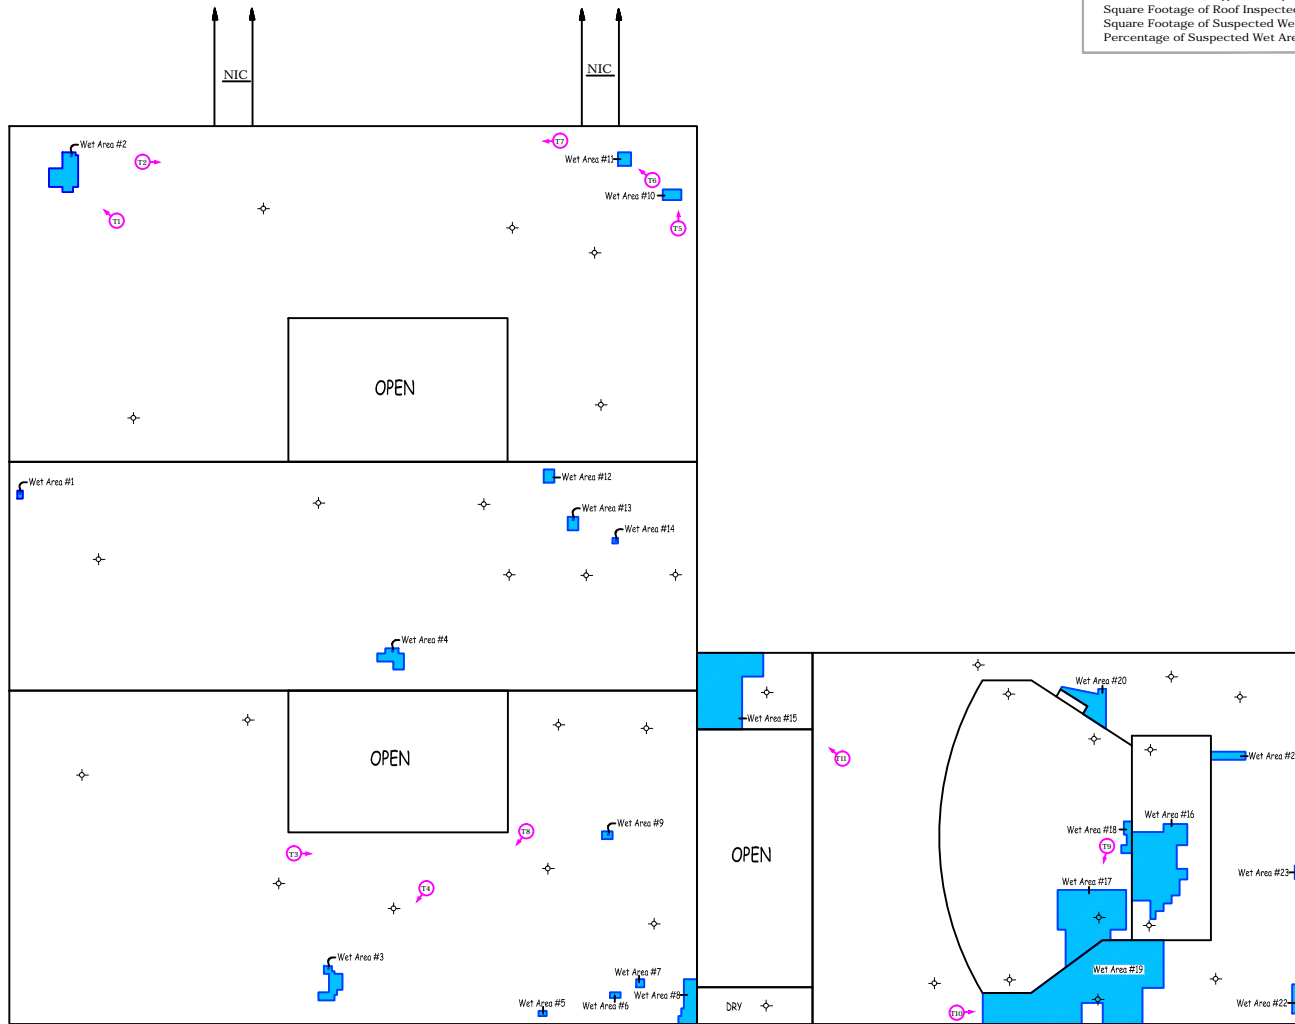 Square Footage of Roof Inspected
Square Footage of Suspected We
Percentage of Suspected Wet Are
NIC
NIC
Wet Area #2
T2
T7
Wet Area #11
T6
Wet Area #10
T1
T5
OPEN
Wet Area #1
Wet Area #12
Wet Area #13
Wet Area #14
Wet Area #4
Wet Area #20
Wet Area #15
OPEN
T11
Wet Area #2
Wet Area #16
Wet Area #9
T8
Wet Area #18
T9
T3
OPEN
Wet Area #23
T4
Wet Area #17
Wet Area #3
Wet Area #7
Wet Area #19
Wet Area #8
Wet Area #5
Wet Area #6
DRY
T10
Wet Area #22